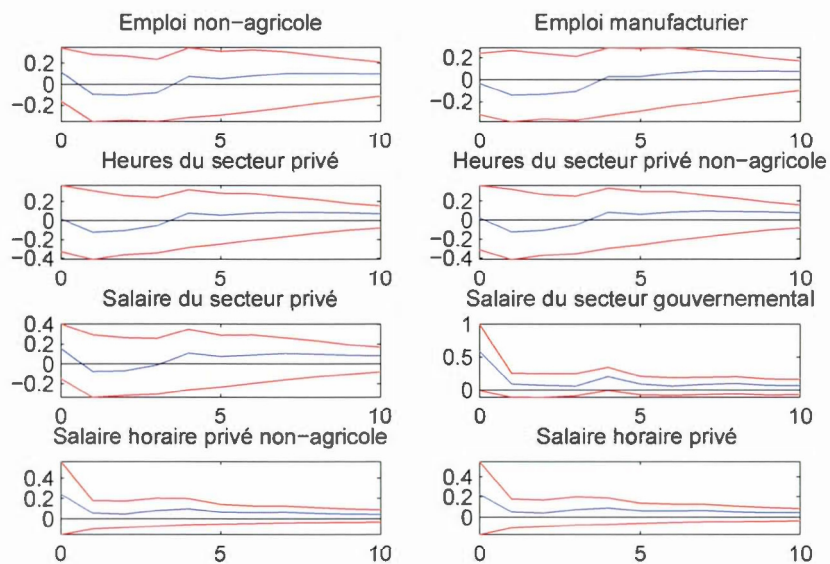 Emploi non-agricole
0.2
0
−0.2
0 5 10
Emploi manufacturier
0.2
0
−0.2
0 5 10
Heures du secteur privé
0.2
0
−0.2
−0.4
0 5 10
Heures du secteur privé non-agricole
0.2
0
−0.2
−0.4
0 5 10
Salaire du secteur privé
0.4
0.2
0
−0.2
0 5 10
Salaire du secteur gouvernemental
1
0.5
0
0 5 10
Salaire horaire privé non−agricole
0.4
0.2
0
0 5 10
Salaire horaire privé
0.4
0.2
0
0 5 10